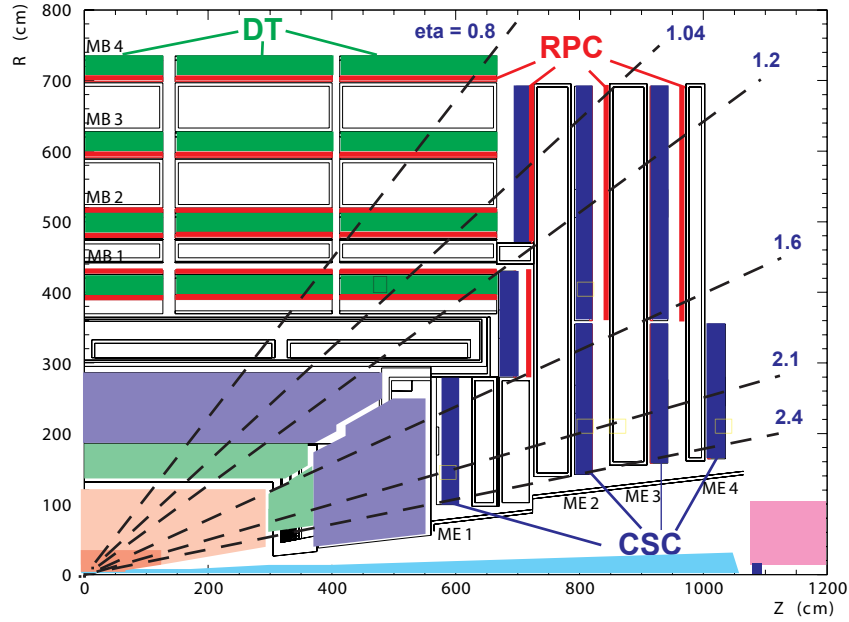 R (cm)
800
700
600
500
400
300
200
100
0
MB 4
MB 3
MB 2
MB 1
DT
eta = 0.8
RPC
1.04
1.2
1.6
2.1
2.4
ME 1
ME 2
ME 3
ME 4
CSC
0
200
400
600
800
1000
1200
Z (cm)